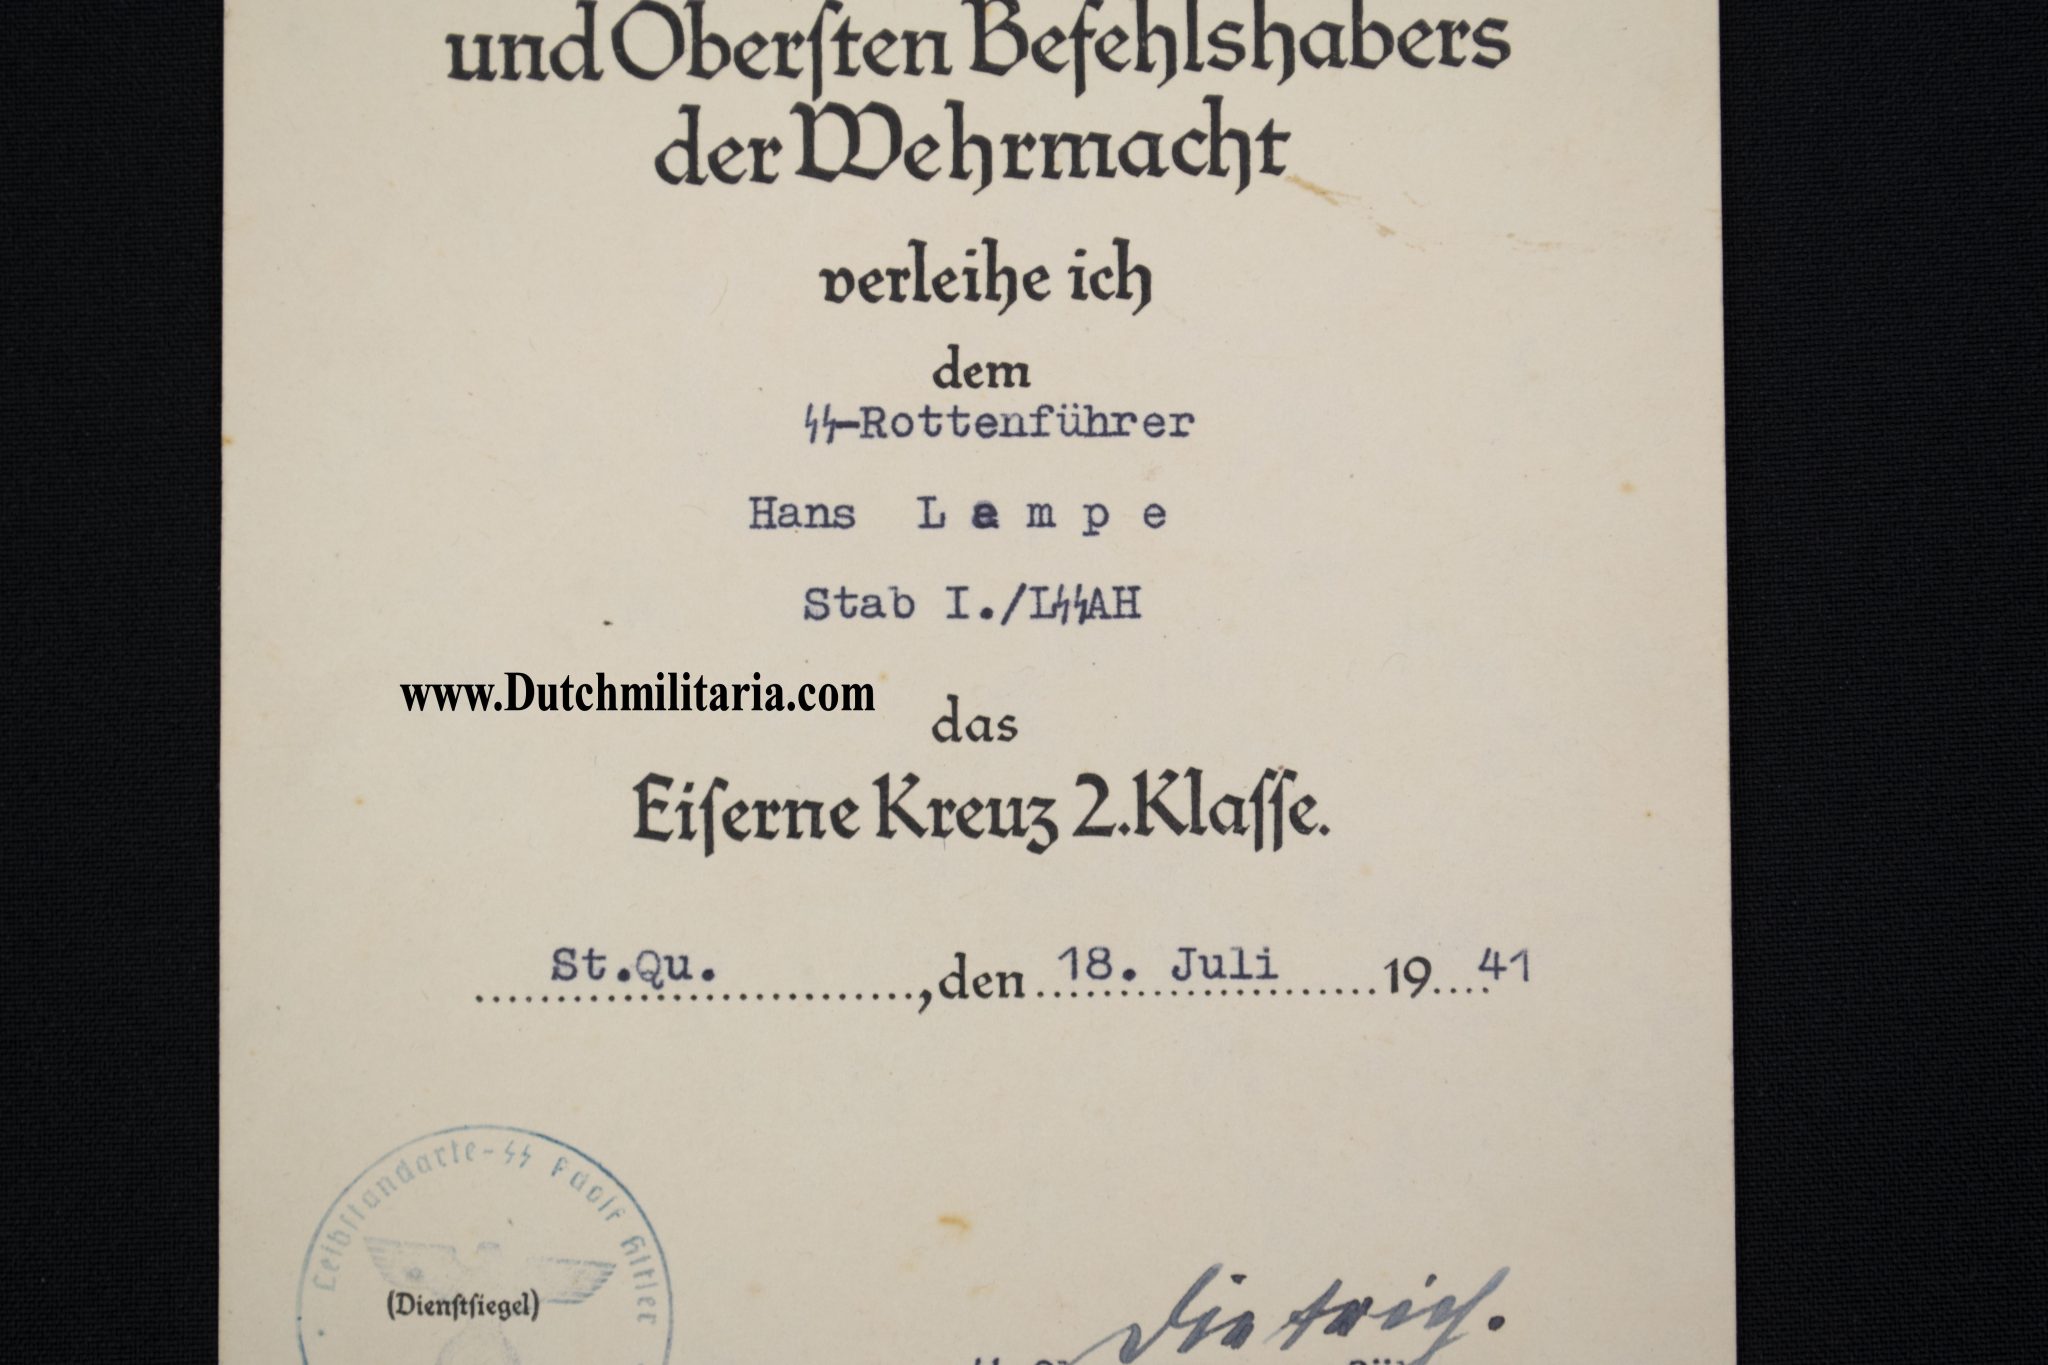 und Oberſten Befehlshabers
der Wehrmacht
verleihe ich
dem
ᛋᛋ-Rottenführer
Hans L a m p e
Stab I./LᛋᛋAH
www.Dutchmilitaria.com
das
Eiſerne Kreuz 2. Klaſſe.
St.Qu. , den 18. Juli 19 41
Leibſtandarte-ᛋᛋ Adolf Hitler
(Dienſtſiegel)
Dietrich.